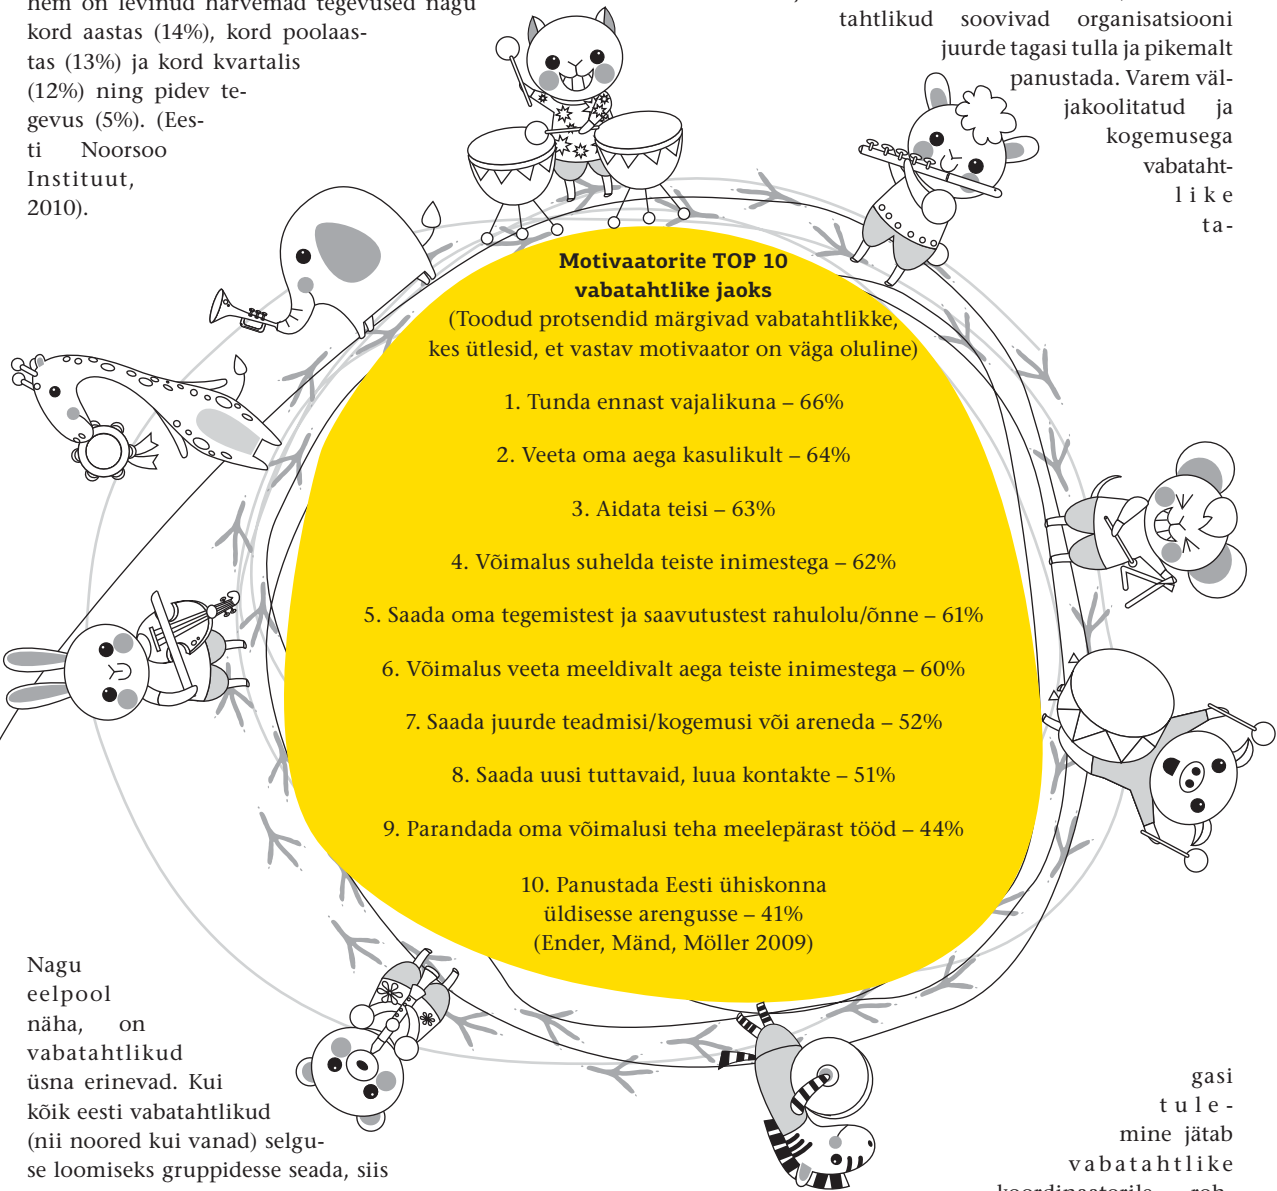 nem on levinud harvemad tegevused nagu
kord aastas (14%), kord poolaas-
tas (13%) ja kord kvartalis
(12%) ning pidev te-
gevus (5%). (Ees-
ti Noorsoo
Instituut,
2010).
tahtlikud soovivad organisatsiooni
juurde tagasi tulla ja pikemalt
panustada. Varem väl-
jakoolitatud ja
kogemusega
vabataht-
like
ta-
Motivaatorite TOP 10
vabatahtlike jaoks
(Toodud protsendid märgivad vabatahtlikke,
kes ütlesid, et vastav motivaator on väga oluline)
1. Tunda ennast vajalikuna – 66%
2. Veeta oma aega kasulikult – 64%
3. Aidata teisi – 63%
4. Võimalus suhelda teiste inimestega – 62%
5. Saada oma tegemistest ja saavutustest rahulolu/õnne – 61%
6. Võimalus veeta meeldivalt aega teiste inimestega – 60%
7. Saada juurde teadmisi/kogemusi või areneda – 52%
8. Saada uusi tuttavaid, luua kontakte – 51%
9. Parandada oma võimalusi teha meelepärast tööd – 44%
10. Panustada Eesti ühiskonna
üldisesse arengusse – 41%
(Ender, Mänd, Möller 2009)
Nagu
eelpool
näha, on
vabatahtlikud
üsna erinevad. Kui
kõik eesti vabatahtlikud
(nii noored kui vanad) selgu-
se loomiseks gruppidesse seada, siis
gasi
tule-
mine jätab
vabatahtlike
koordinaatorile roh-